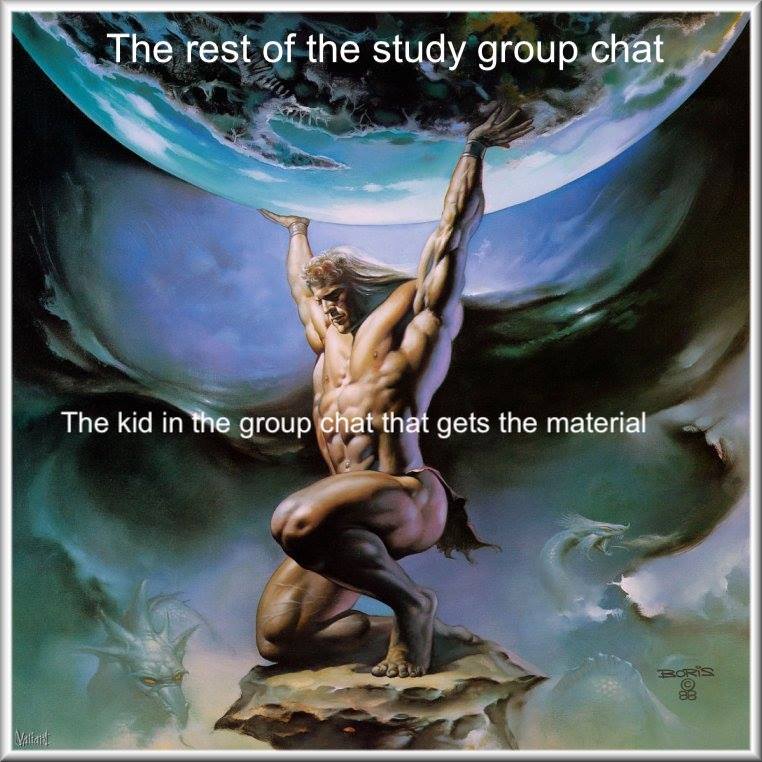 The rest of the study group chat
The kid in the group chat that gets the material
BORIS
©
88